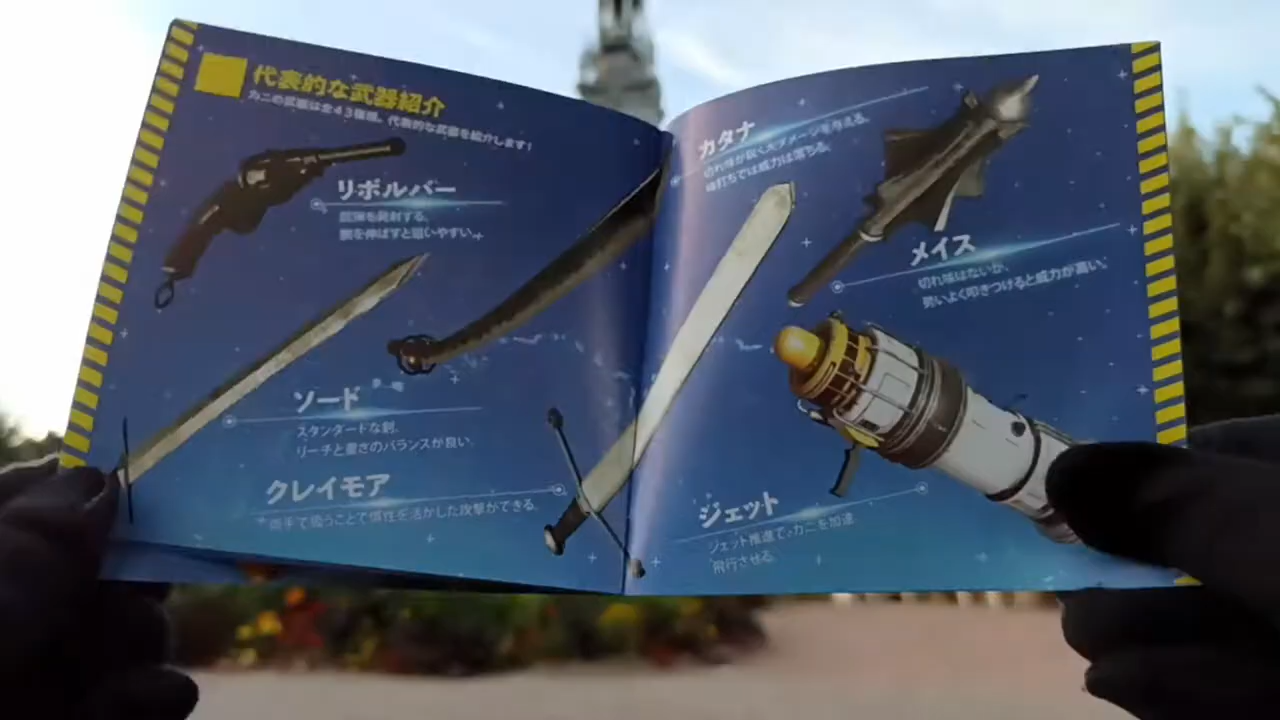 代表的な武器紹介
カニの武器は全43種類。代表的な武器を紹介します!
リボルバー
銃弾を発射する。
腕を伸ばすと狙いやすい。
ソード
スタンダードな剣。
リーチと重さのバランスが良い。
クレイモア
両手で扱うことで慣性を活かした攻撃ができる。
カタナ
切れ味が鋭く大ダメージを与える。
峰打ちでは威力は落ちる。
メイス
切れ味はないが、
勢いよく叩きつけると威力が高い。
ジェット
ジェット推進でカニを加速
飛行させる。